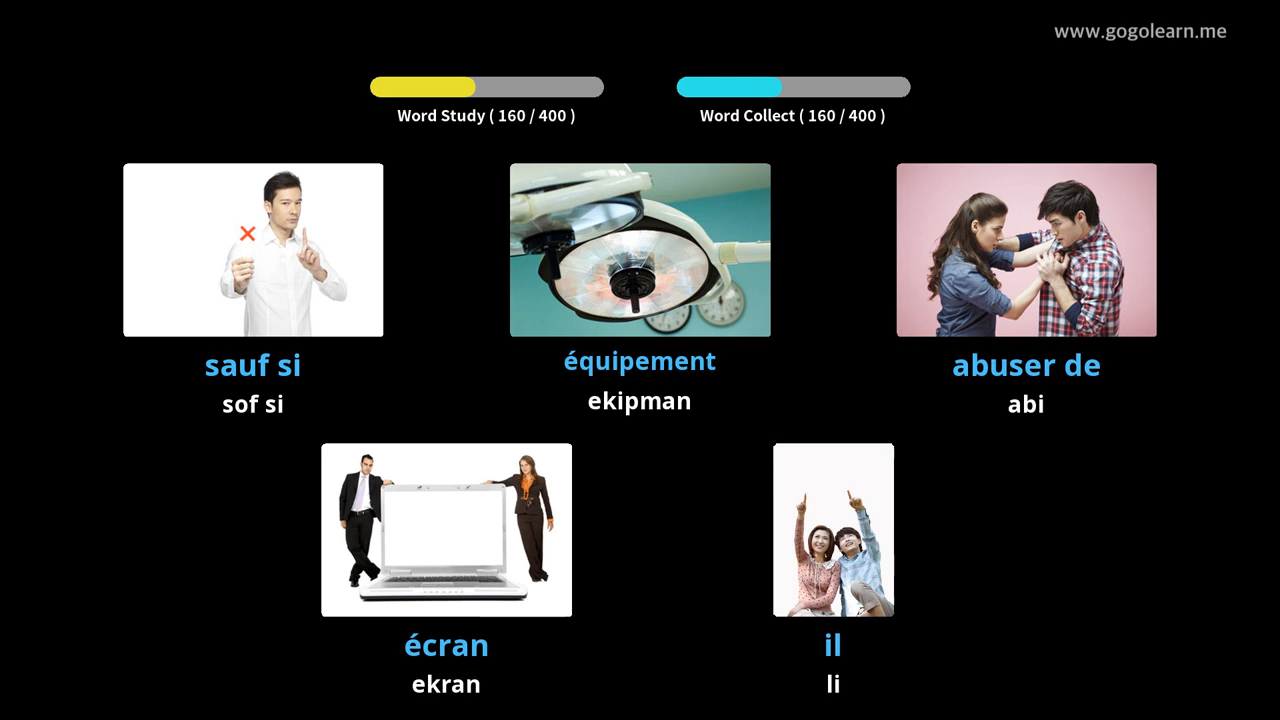 www.gogolearn.me
Word Study ( 160 / 400 )
Word Collect ( 160 / 400 )
sauf si
sof si
équipement
ekipman
abuser de
abi
écran
ekran
il
li